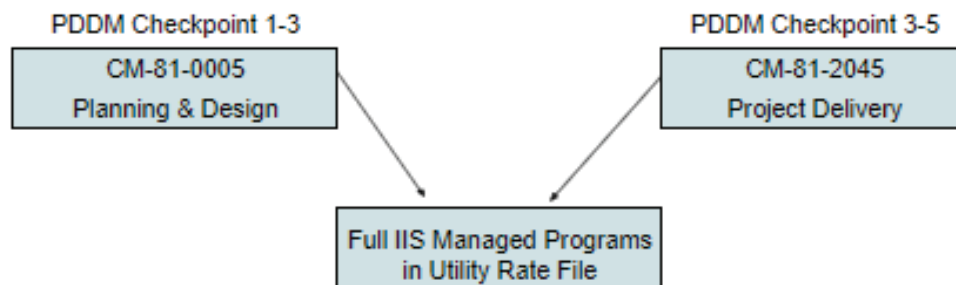 PDDM Checkpoint 1-3
CM-81-0005
Planning & Design
PDDM Checkpoint 3-5
CM-81-2045
Project Delivery
Full IIS Managed Programs
in Utility Rate File